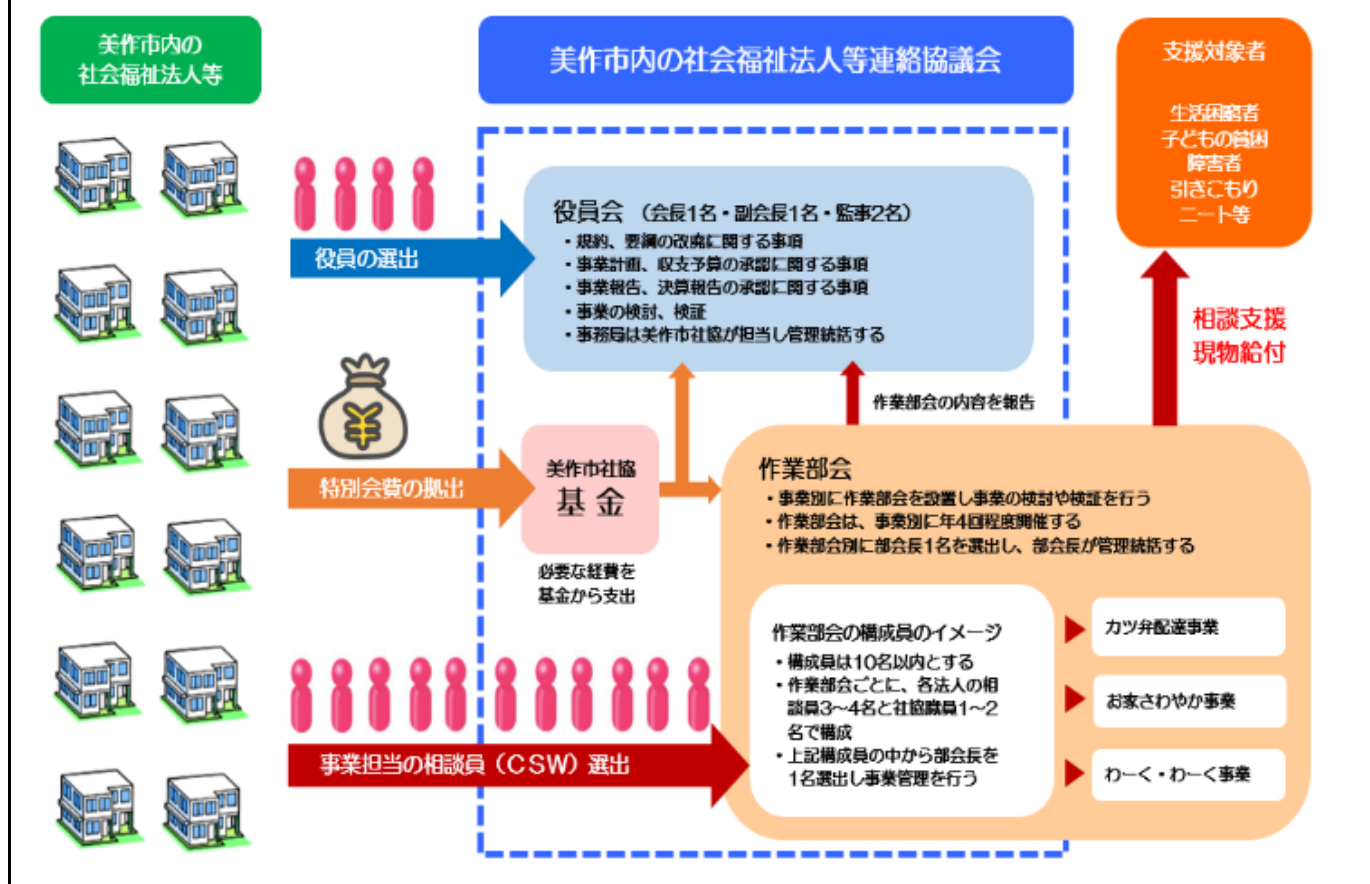 美作市内の
社会福祉法人等
美作市内の社会福祉法人等連絡協議会
支援対象者
生活困窮者
子どもの貧困
障害者
引きこもり
ニート等
役員の選出
役員会 （会長1名・副会長1名・監事2名）
・規約、要綱の改廃に関する事項
・事業計画、収支予算の承認に関する事項
・事業報告、決算報告の承認に関する事項
・事業の検討、検証
・事務局は美作市社協が担当し管理統括する
相談支援
現物給付
作業部会の内容を報告
特別会費の拠出
美作市社協
基金
必要な経費を
基金から支出
作業部会
・事業別に作業部会を設置し事業の検討や検証を行う
・作業部会は、事業別に年4回程度開催する
・作業部会別に部会長1名を選出し、部会長が管理統括する
事業担当の相談員（CSW）選出
作業部会の構成員のイメージ
・構成員は10名以内とする
・作業部会ごとに、各法人の相
談員3～4名と社協職員1～2
名で構成
・上記構成員の中から部会長を
1名選出し事業管理を行う
カツ弁配達事業
お家さわやか事業
わーく・わーく事業